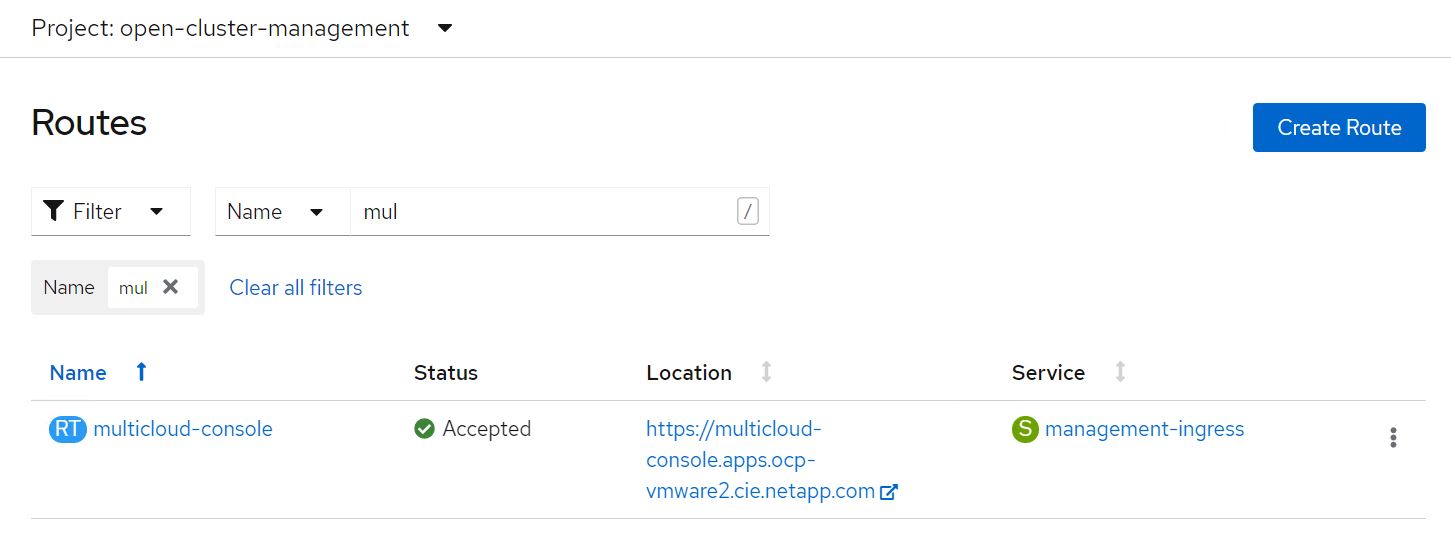 Project: open-cluster-management
Routes
Create Route
Filter
Name
mul
/
Name
mul
Clear all filters
Name
Status
Location
Service
RT multicloud-console
Accepted
https://multicloud-
console.apps.ocp-
vmware2.cie.netapp.com
S management-ingress